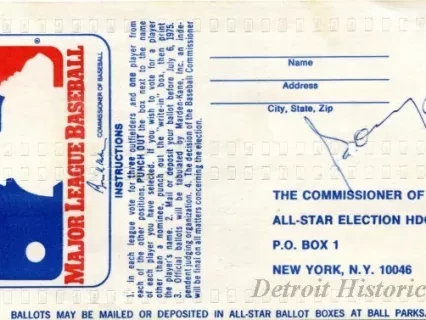 MAJOR LEAGUE BASEBALL
®
COMMISSIONER OF BASEBALL
INSTRUCTIONS
1. In each league vote for three outfielders and one player from
each of the other positions. PUNCH OUT the box next to the name
of each player you have selected. If you wish to vote for a player
other than a nominee, punch out the "write-in" box, then print
the player's name. 2. Mail or deposit your ballot before July 6, 1975.
3. Official ballots will be tabulated by Marden-Kane, Inc. an inde-
pendent judging organization. 4. The decision of the Baseball Commissioner
will be final on all matters concerning the election.
Name
Address
City, State, Zip
THE COMMISSIONER OF
ALL-STAR ELECTION HDQ
P.O. BOX 1
NEW YORK, N.Y. 10046
Detroit Historic
BALLOTS MAY BE MAILED OR DEPOSITED IN ALL-STAR BALLOT BOXES AT BALL PARKS.